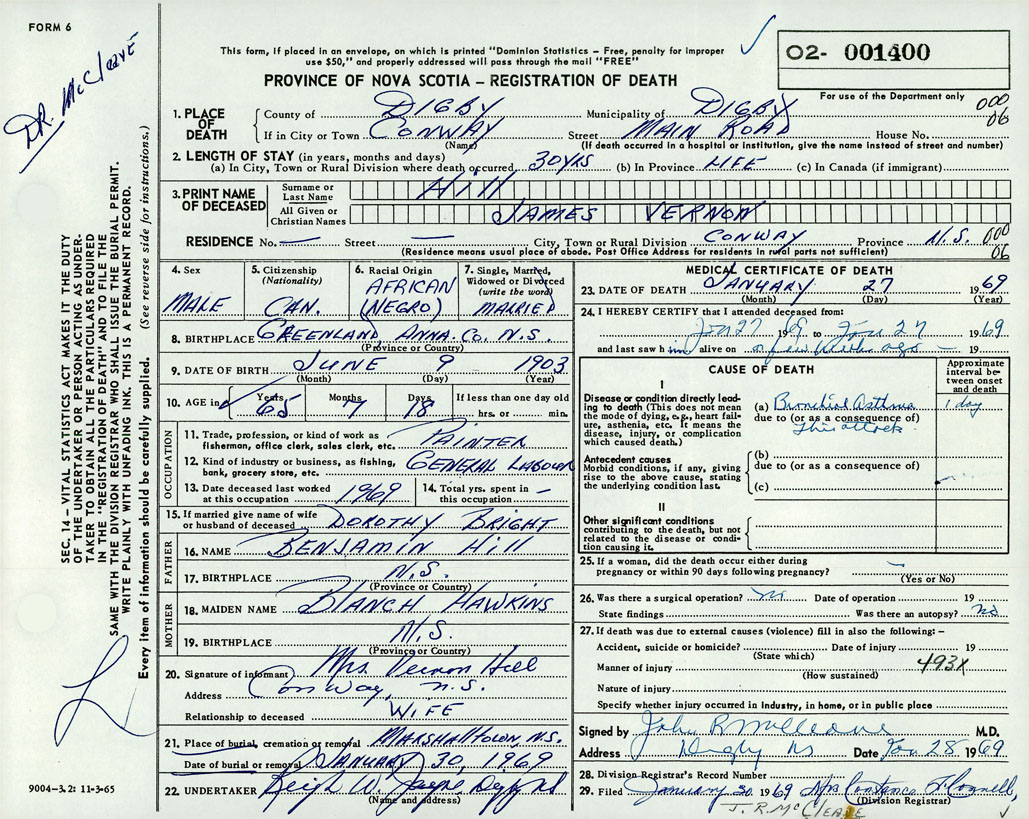 FORM 6
DR. McCleave
This form, if placed in an envelope, on which is printed "Dominion Statistics – Free, penalty for improper
use $50," and properly addressed will pass through the mail "FREE"
PROVINCE OF NOVA SCOTIA – REGISTRATION OF DEATH
02- 001400
For use of the Department only
000
06
1. PLACE OF DEATH
County of DIGBY Municipality of DIGBY
If in City or Town CONWAY Street MAIN ROAD House No.
(Name) (If death occurred in a hospital or institution, give the name instead of street and number)
2. LENGTH OF STAY (in years, months and days)
(a) In City, Town or Rural Division where death occurred 30 YRS (b) In Province LIFE (c) In Canada (if immigrant)
3. PRINT NAME OF DECEASED
Surname or Last Name Hill
All Given or Christian Names JAMES VERNON
RESIDENCE No. — Street — City, Town or Rural Division CONWAY Province N.S. 000
06
(Residence means usual place of abode. Post Office Address for residents in rural parts not sufficient)
4. Sex MALE
5. Citizenship (Nationality) CAN.
6. Racial Origin AFRICAN (NEGRO)
7. Single, Married, Widowed or Divorced (write the word) MARRIED
8. BIRTHPLACE GREENLAND, ANNA. Co. N.S.
(Province or Country)
9. DATE OF BIRTH JUNE 9 1903
(Month) (Day) (Year)
10. AGE in Years 65 Months 7 Days 18 If less than one day old hrs. or min.
OCCUPATION
11. Trade, profession, or kind of work as fisherman, office clerk, sales clerk, etc. PAINTER
12. Kind of industry or business, as fishing, bank, grocery store, etc. GENERAL LABOUR
13. Date deceased last worked at this occupation 1969
14. Total yrs. spent in this occupation –
15. If married give name of wife or husband of deceased DOROTHY BRIGHT
FATHER
16. NAME BENJAMIN Hill
17. BIRTHPLACE N.S.
(Province or Country)
MOTHER
18. MAIDEN NAME BlANCH HAWKINS
19. BIRTHPLACE N.S.
(Province or Country)
20. Signature of informant Mrs. Vernon Hill
Address Conway, N.S.
Relationship to deceased WIFE
21. Place of burial, cremation or removal MARSHALLTOWN, N.S.
Date of burial or removal JANUARY 30, 1969
22. UNDERTAKER W. Jayne
(Name and address)
MEDICAL CERTIFICATE OF DEATH
23. DATE OF DEATH JANUARY 27 1969
(Month) (Day) (Year)
24. I HEREBY CERTIFY that I attended deceased from:
Jan 27 1969 to Jan 27 1969
and last saw him alive on a few weeks ago – 19
CAUSE OF DEATH
Approximate interval between onset and death
I
Disease or condition directly leading to death (This does not mean the mode of dying, e.g., heart failure, asthenia, etc. It means the disease, injury, or complication which caused death.)
(a) Bronchial Asthma 1 day
due to (or as a consequence of)
this attack
Antecedent causes
Morbid conditions, if any, giving rise to the above cause, stating the underlying condition last.
(b)
due to (or as a consequence of)
(c)
II
Other significant conditions
contributing to the death, but not related to the disease or condition causing it.
25. If a woman, did the death occur either during pregnancy or within 90 days following pregnancy? –
(Yes or No)
26. Was there a surgical operation? no Date of operation 19
State findings Was there an autopsy? no
27. If death was due to external causes (violence) fill in also the following: –
Accident, suicide or homicide? Date of injury 19
(State which)
Manner of injury 493X
(How sustained)
Nature of injury
Specify whether injury occurred in industry, in home, or in public place
Signed by John R McCleave M.D.
Address Digby NS Date Jan 28 1969
28. Division Registrar's Record Number
29. Filed January 30 1969 Mrs Constance
(Division Registrar)
J. R. McCLEAVE
SEC. 14 – VITAL STATISTICS ACT MAKES IT THE DUTY
OF THE UNDERTAKER OR PERSON ACTING AS UNDER-
TAKER TO OBTAIN ALL THE PARTICULARS REQUIRED
IN THE "REGISTRATION OF DEATH" AND TO FILE THE
SAME WITH THE DIVISION REGISTRAR WHO SHALL ISSUE THE BURIAL PERMIT.
WRITE PLAINLY WITH UNFADING INK. THIS IS A PERMANENT RECORD.
Every item of information should be carefully supplied. (See reverse side for instructions.)
9004-3.2: 11-3-65